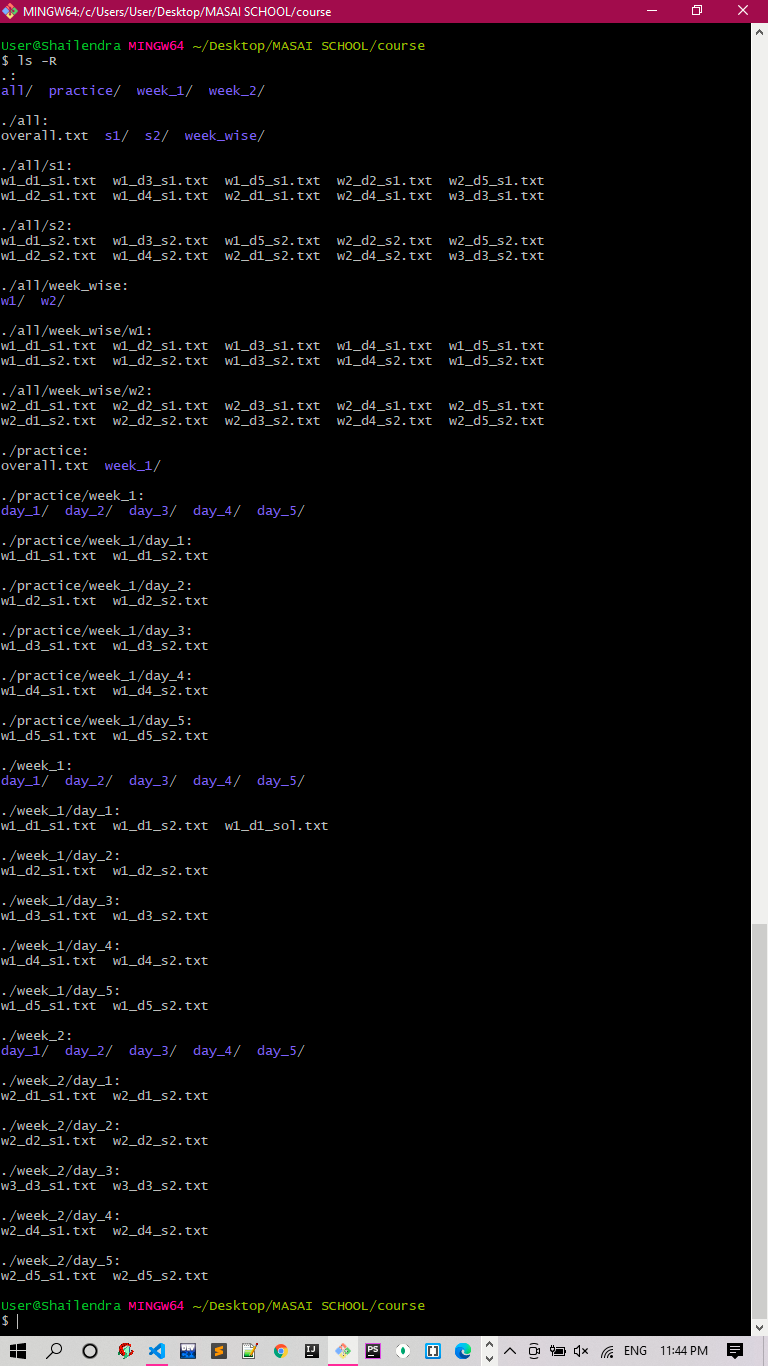 MINGW64:/c/Users/User/Desktop/MASAI SCHOOL/course
User@Shailendra MINGW64 ~/Desktop/MASAI SCHOOL/course
$ ls -R
.:
all/  practice/  week_1/  week_2/
./all:
overall.txt  s1/  s2/  week_wise/
./all/s1:
w1_d1_s1.txt  w1_d3_s1.txt  w1_d5_s1.txt  w2_d2_s1.txt  w2_d5_s1.txt
w1_d2_s1.txt  w1_d4_s1.txt  w2_d1_s1.txt  w2_d4_s1.txt  w3_d3_s1.txt
./all/s2:
w1_d1_s2.txt  w1_d3_s2.txt  w1_d5_s2.txt  w2_d2_s2.txt  w2_d5_s2.txt
w1_d2_s2.txt  w1_d4_s2.txt  w2_d1_s2.txt  w2_d4_s2.txt  w3_d3_s2.txt
./all/week_wise:
w1/  w2/
./all/week_wise/w1:
w1_d1_s1.txt  w1_d2_s1.txt  w1_d3_s1.txt  w1_d4_s1.txt  w1_d5_s1.txt
w1_d1_s2.txt  w1_d2_s2.txt  w1_d3_s2.txt  w1_d4_s2.txt  w1_d5_s2.txt
./all/week_wise/w2:
w2_d1_s1.txt  w2_d2_s1.txt  w2_d3_s1.txt  w2_d4_s1.txt  w2_d5_s1.txt
w2_d1_s2.txt  w2_d2_s2.txt  w2_d3_s2.txt  w2_d4_s2.txt  w2_d5_s2.txt
./practice:
overall.txt  week_1/
./practice/week_1:
day_1/  day_2/  day_3/  day_4/  day_5/
./practice/week_1/day_1:
w1_d1_s1.txt  w1_d1_s2.txt
./practice/week_1/day_2:
w1_d2_s1.txt  w1_d2_s2.txt
./practice/week_1/day_3:
w1_d3_s1.txt  w1_d3_s2.txt
./practice/week_1/day_4:
w1_d4_s1.txt  w1_d4_s2.txt
./practice/week_1/day_5:
w1_d5_s1.txt  w1_d5_s2.txt
./week_1:
day_1/  day_2/  day_3/  day_4/  day_5/
./week_1/day_1:
w1_d1_s1.txt  w1_d1_s2.txt  w1_d1_sol.txt
./week_1/day_2:
w1_d2_s1.txt  w1_d2_s2.txt
./week_1/day_3:
w1_d3_s1.txt  w1_d3_s2.txt
./week_1/day_4:
w1_d4_s1.txt  w1_d4_s2.txt
./week_1/day_5:
w1_d5_s1.txt  w1_d5_s2.txt
./week_2:
day_1/  day_2/  day_3/  day_4/  day_5/
./week_2/day_1:
w2_d1_s1.txt  w2_d1_s2.txt
./week_2/day_2:
w2_d2_s1.txt  w2_d2_s2.txt
./week_2/day_3:
w3_d3_s1.txt  w3_d3_s2.txt
./week_2/day_4:
w2_d4_s1.txt  w2_d4_s2.txt
./week_2/day_5:
w2_d5_s1.txt  w2_d5_s2.txt
User@Shailendra MINGW64 ~/Desktop/MASAI SCHOOL/course
$
DEV IJ PS ENG 11:44 PM